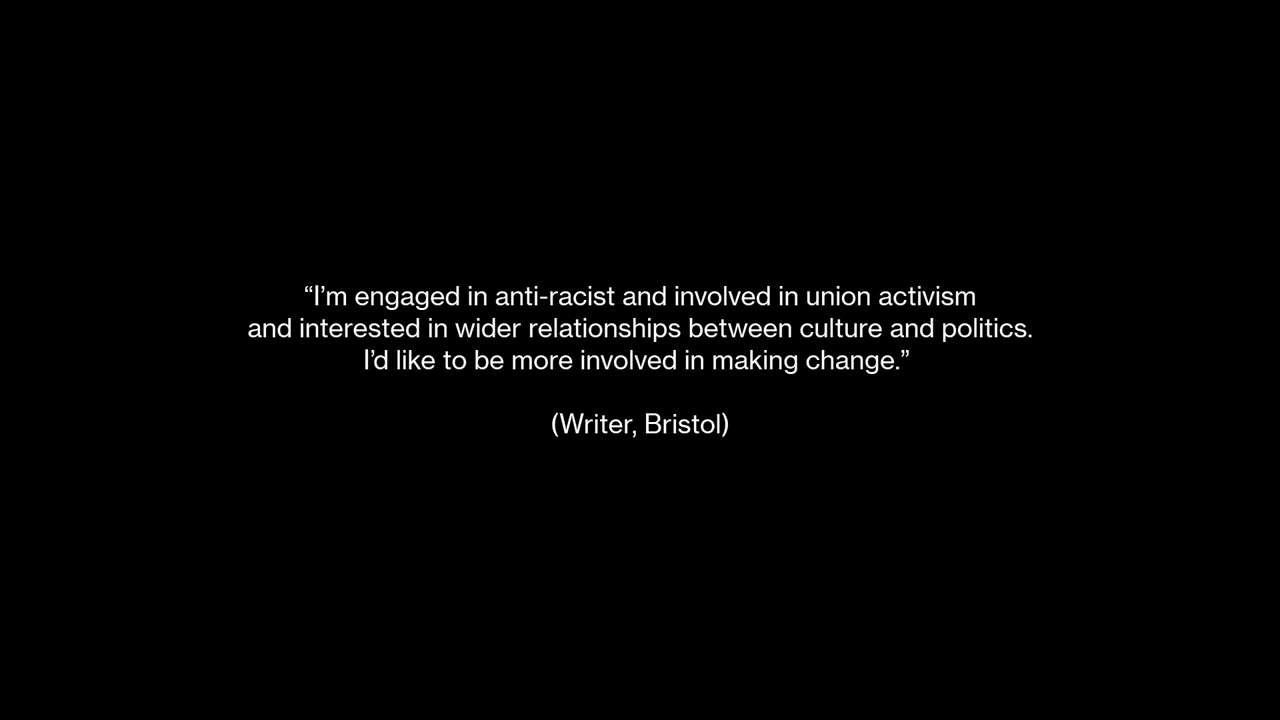 “I’m engaged in anti-racist and involved in union activism
and interested in wider relationships between culture and politics.
I’d like to be more involved in making change.”
(Writer, Bristol)